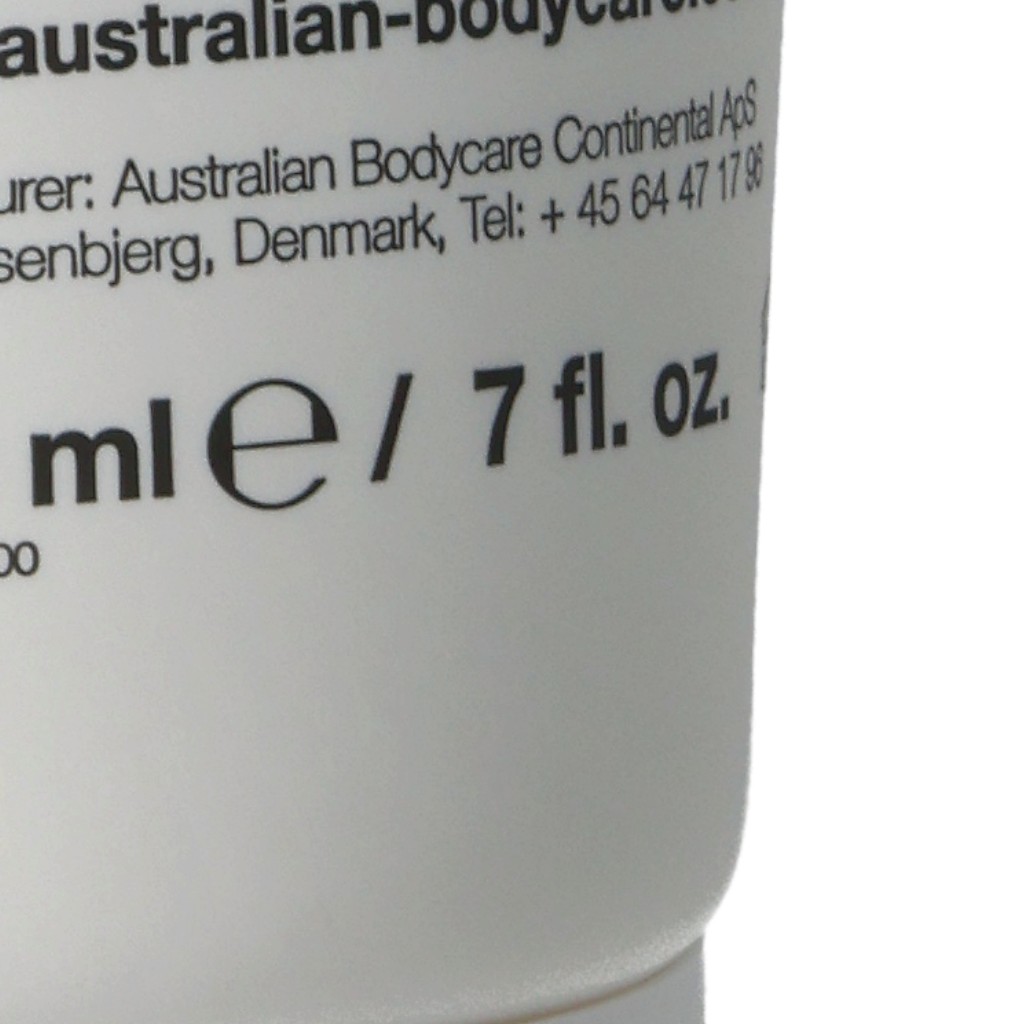 australian-bodycare.
urer: Australian Bodycare Continental ApS
senbjerg, Denmark, Tel: + 45 64 47 17 96
ml ℮ / 7 fl. oz.
oo